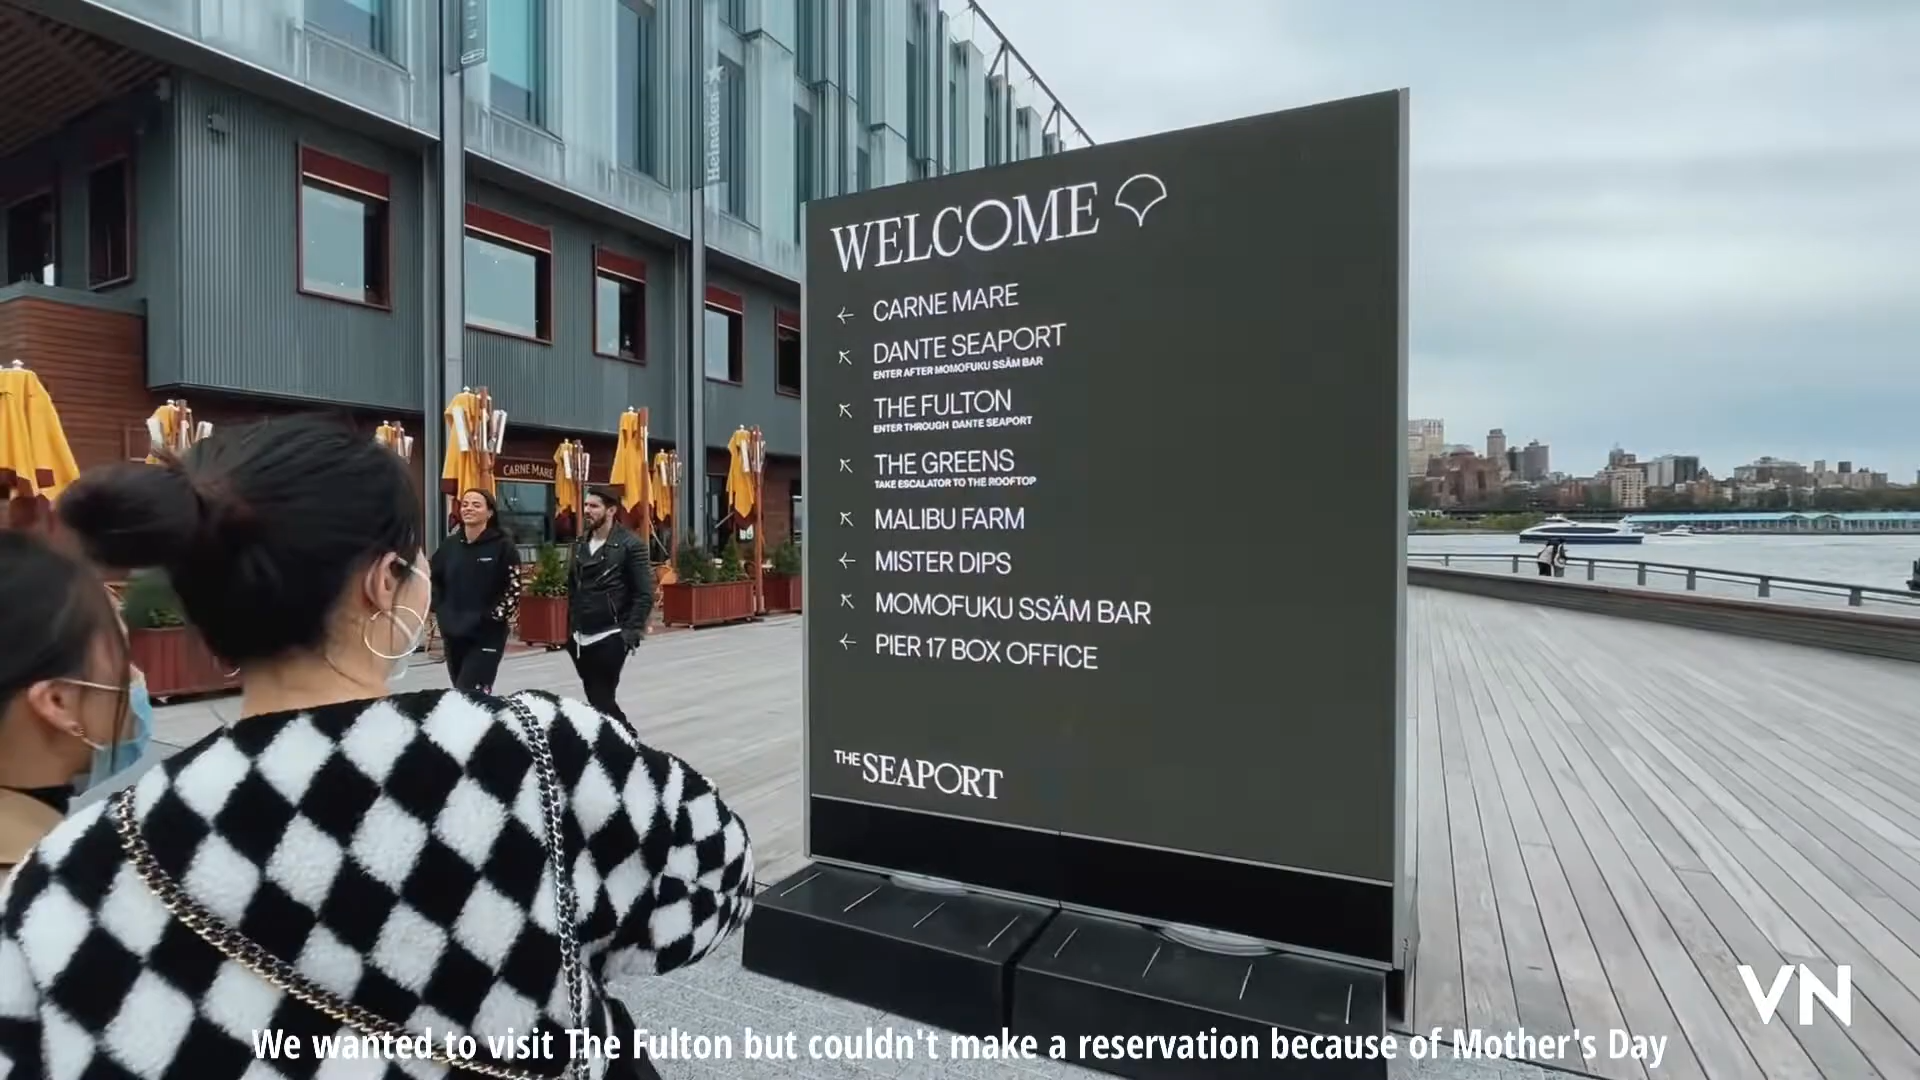 Heineken
WELCOME
← CARNE MARE
↖ DANTE SEAPORT
ENTER AFTER MOMOFUKU SSÄM BAR
↖ THE FULTON
ENTER THROUGH DANTE SEAPORT
↖ THE GREENS
TAKE ESCALATOR TO THE ROOFTOP
↖ MALIBU FARM
← MISTER DIPS
↖ MOMOFUKU SSÄM BAR
← PIER 17 BOX OFFICE
THE SEAPORT
CARNE MARE
VN
We wanted to visit The Fulton but couldn't make a reservation because of Mother's Day